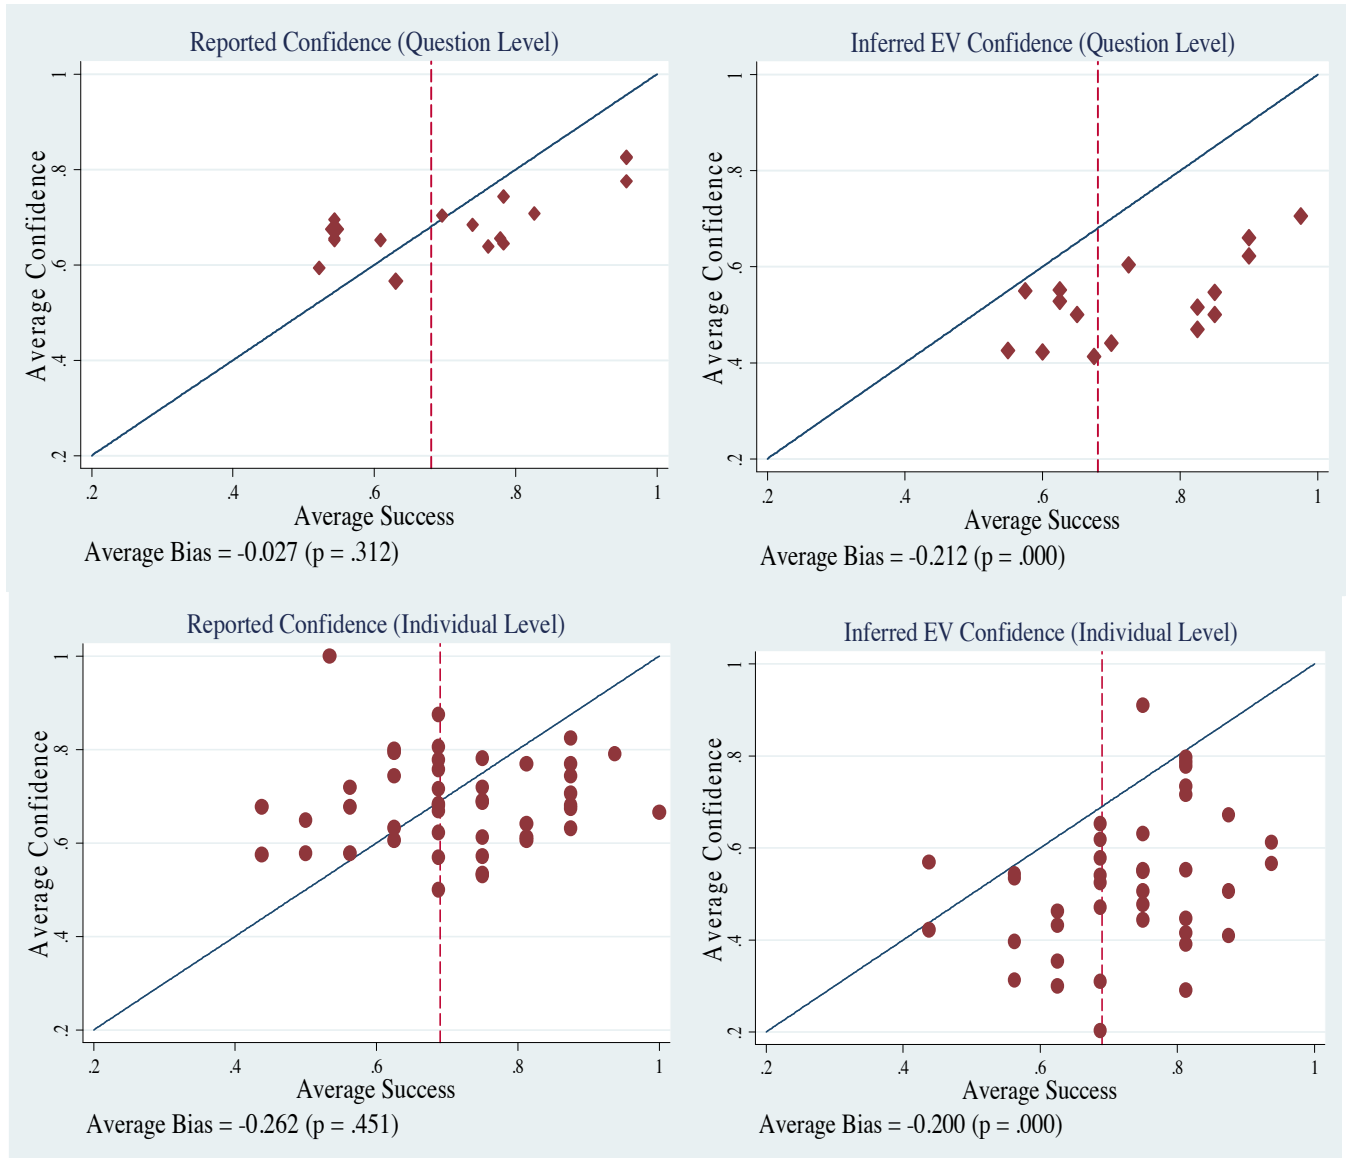 Reported Confidence (Question Level)
Average Confidence
1
.8
.6
.4
.2
.2 .4 .6 .8 1
Average Success
Average Bias = -0.027 (p = .312)
Inferred EV Confidence (Question Level)
Average Confidence
1
.8
.6
.4
.2
.2 .4 .6 .8 1
Average Success
Average Bias = -0.212 (p = .000)
Reported Confidence (Individual Level)
Average Confidence
1
.8
.6
.4
.2
.2 .4 .6 .8 1
Average Success
Average Bias = -0.262 (p = .451)
Inferred EV Confidence (Individual Level)
Average Confidence
1
.8
.6
.4
.2
.2 .4 .6 .8 1
Average Success
Average Bias = -0.200 (p = .000)